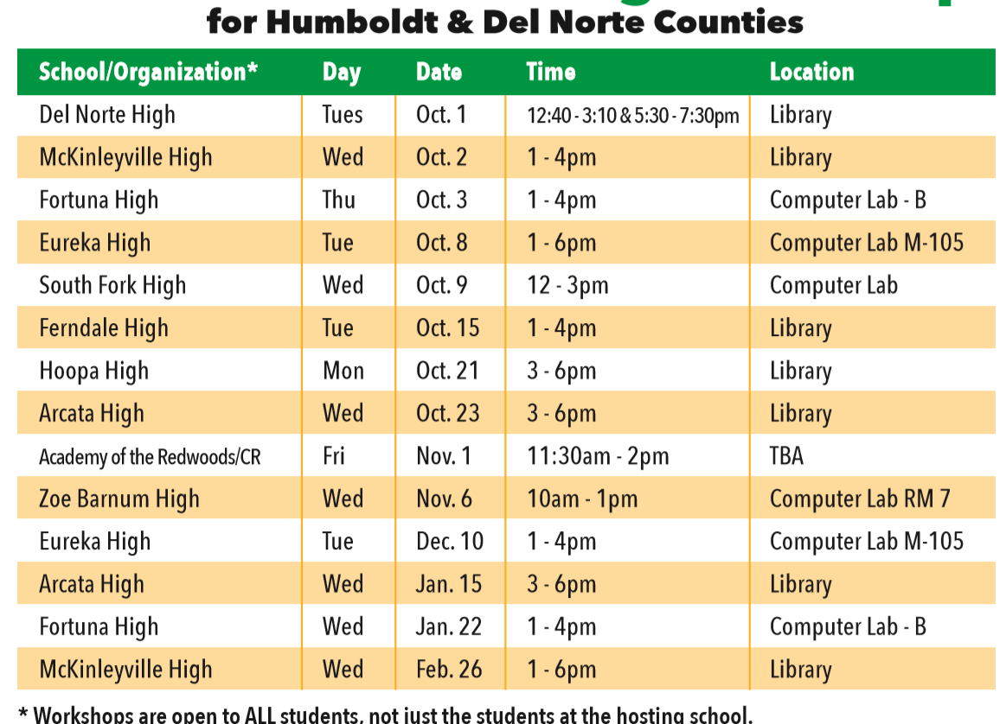 for Humboldt & Del Norte Counties
School/Organization* Day Date Time Location
Del Norte High Tues Oct. 1 12:40 - 3:10 & 5:30 - 7:30pm Library
McKinleyville High Wed Oct. 2 1 - 4pm Library
Fortuna High Thu Oct. 3 1 - 4pm Computer Lab - B
Eureka High Tue Oct. 8 1 - 6pm Computer Lab M-105
South Fork High Wed Oct. 9 12 - 3pm Computer Lab
Ferndale High Tue Oct. 15 1 - 4pm Library
Hoopa High Mon Oct. 21 3 - 6pm Library
Arcata High Wed Oct. 23 3 - 6pm Library
Academy of the Redwoods/CR Fri Nov. 1 11:30am - 2pm TBA
Zoe Barnum High Wed Nov. 6 10am - 1pm Computer Lab RM 7
Eureka High Tue Dec. 10 1 - 4pm Computer Lab M-105
Arcata High Wed Jan. 15 3 - 6pm Library
Fortuna High Wed Jan. 22 1 - 4pm Computer Lab - B
McKinleyville High Wed Feb. 26 1 - 6pm Library
* Workshops are open to ALL students, not just the students at the hosting school.